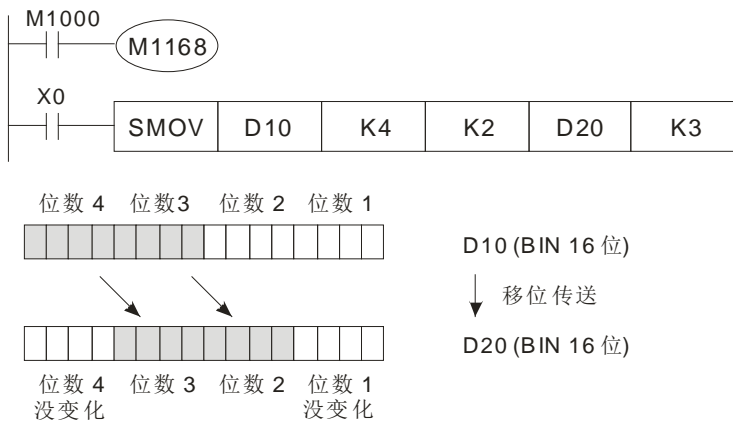 M1000
M1168
X0
SMOV D10 K4 K2 D20 K3
位数 4 位数3 位数 2 位数 1
D10 (BIN 16 位)
移位传送
D20 (BIN 16 位)
位数 4 位数 3 位数 2 位数 1
没变化 没变化